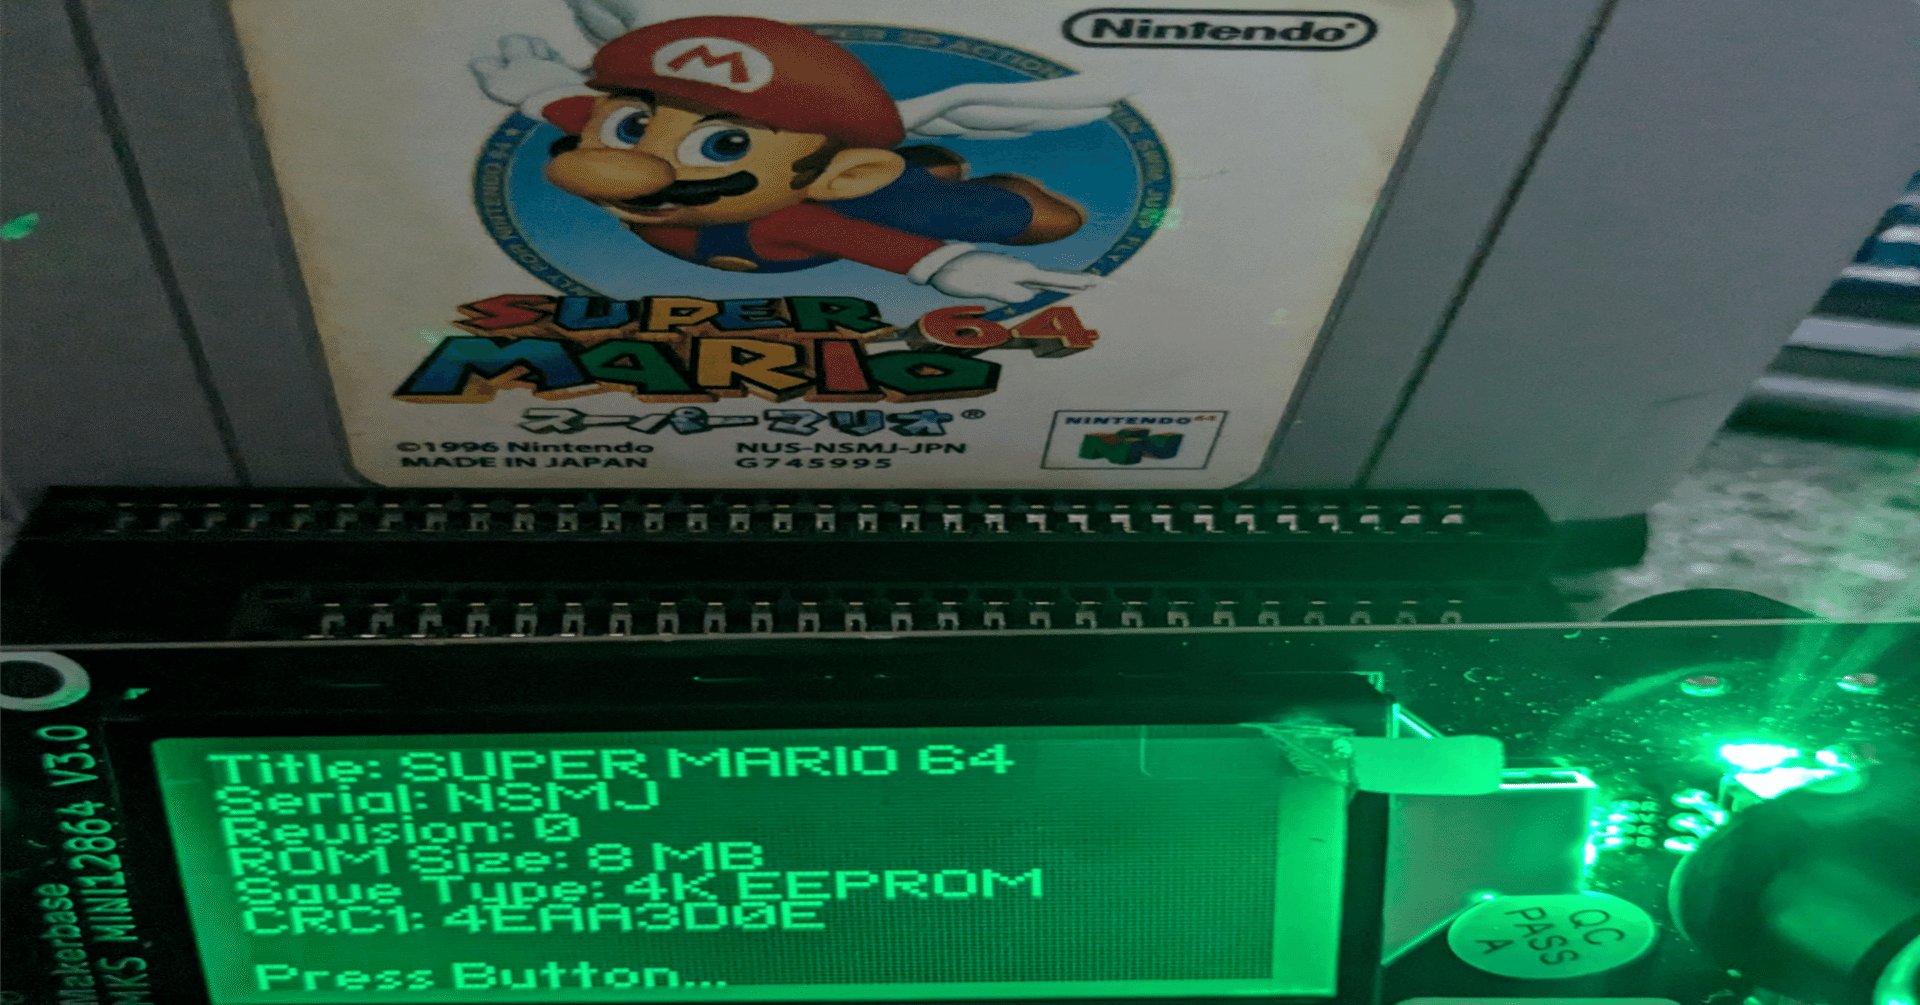 Nintendo®
M
SUPER
64
MARIO
スーパーマリオ®
©1996 Nintendo
MADE IN JAPAN
NUS-NSMJ-JPN
G745995
NINTENDO64
Title: SUPER MARIO 64
Serial: NSMJ
Revision: 0
ROM Size: 8 MB
Save Type: 4K EEPROM
CRC1: 4EAA3D0E
Press Button...
Makerbase
MKS MINI12864 V3.0
QC
PASS
A